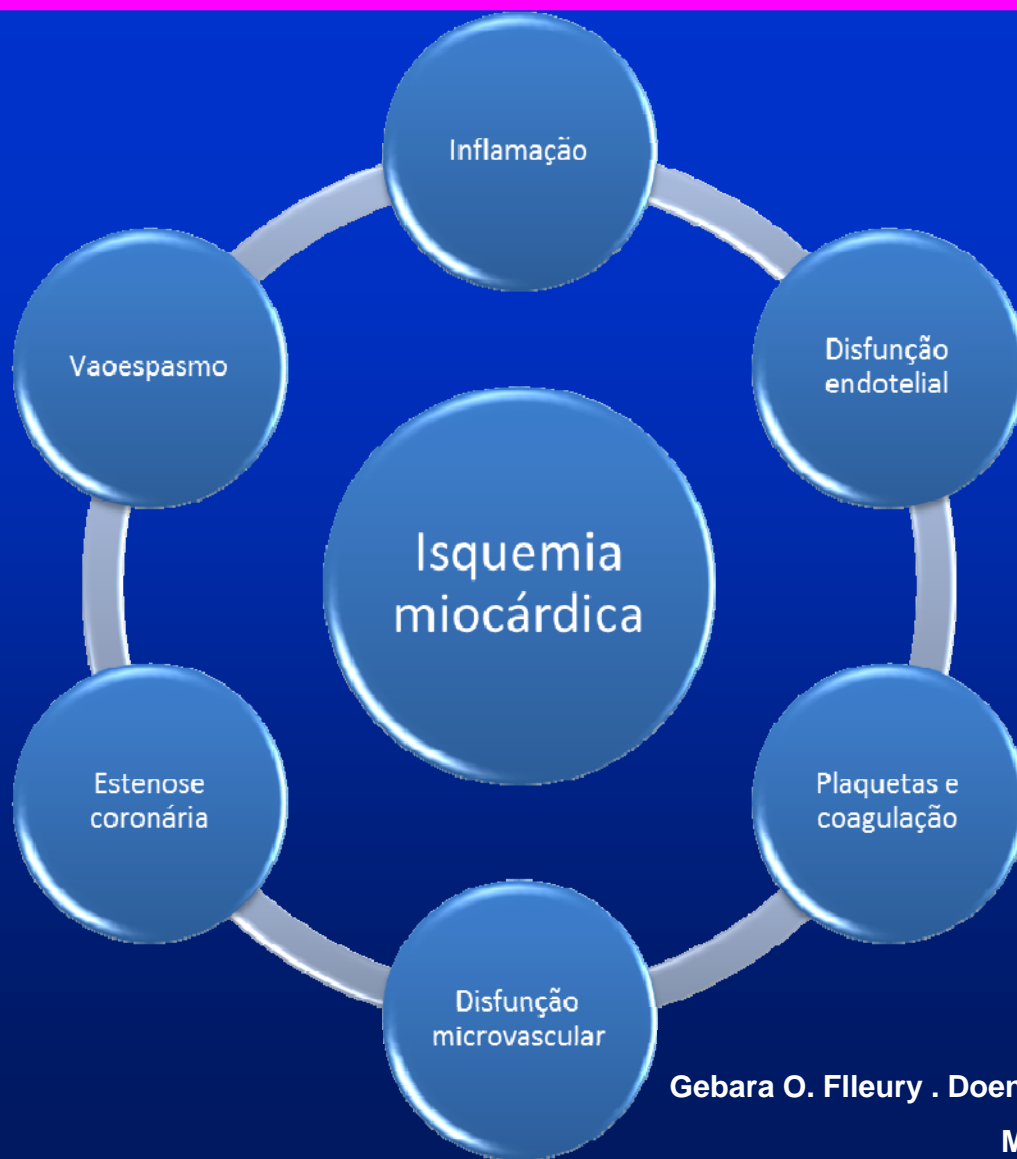 Inflamação
Disfunção
endotelial
Plaquetas e
coagulação
Disfunção
microvascular
Estenose
coronária
Vaoespasmo
Isquemia
miocárdica
Gebara O. Flleury . Doen
M